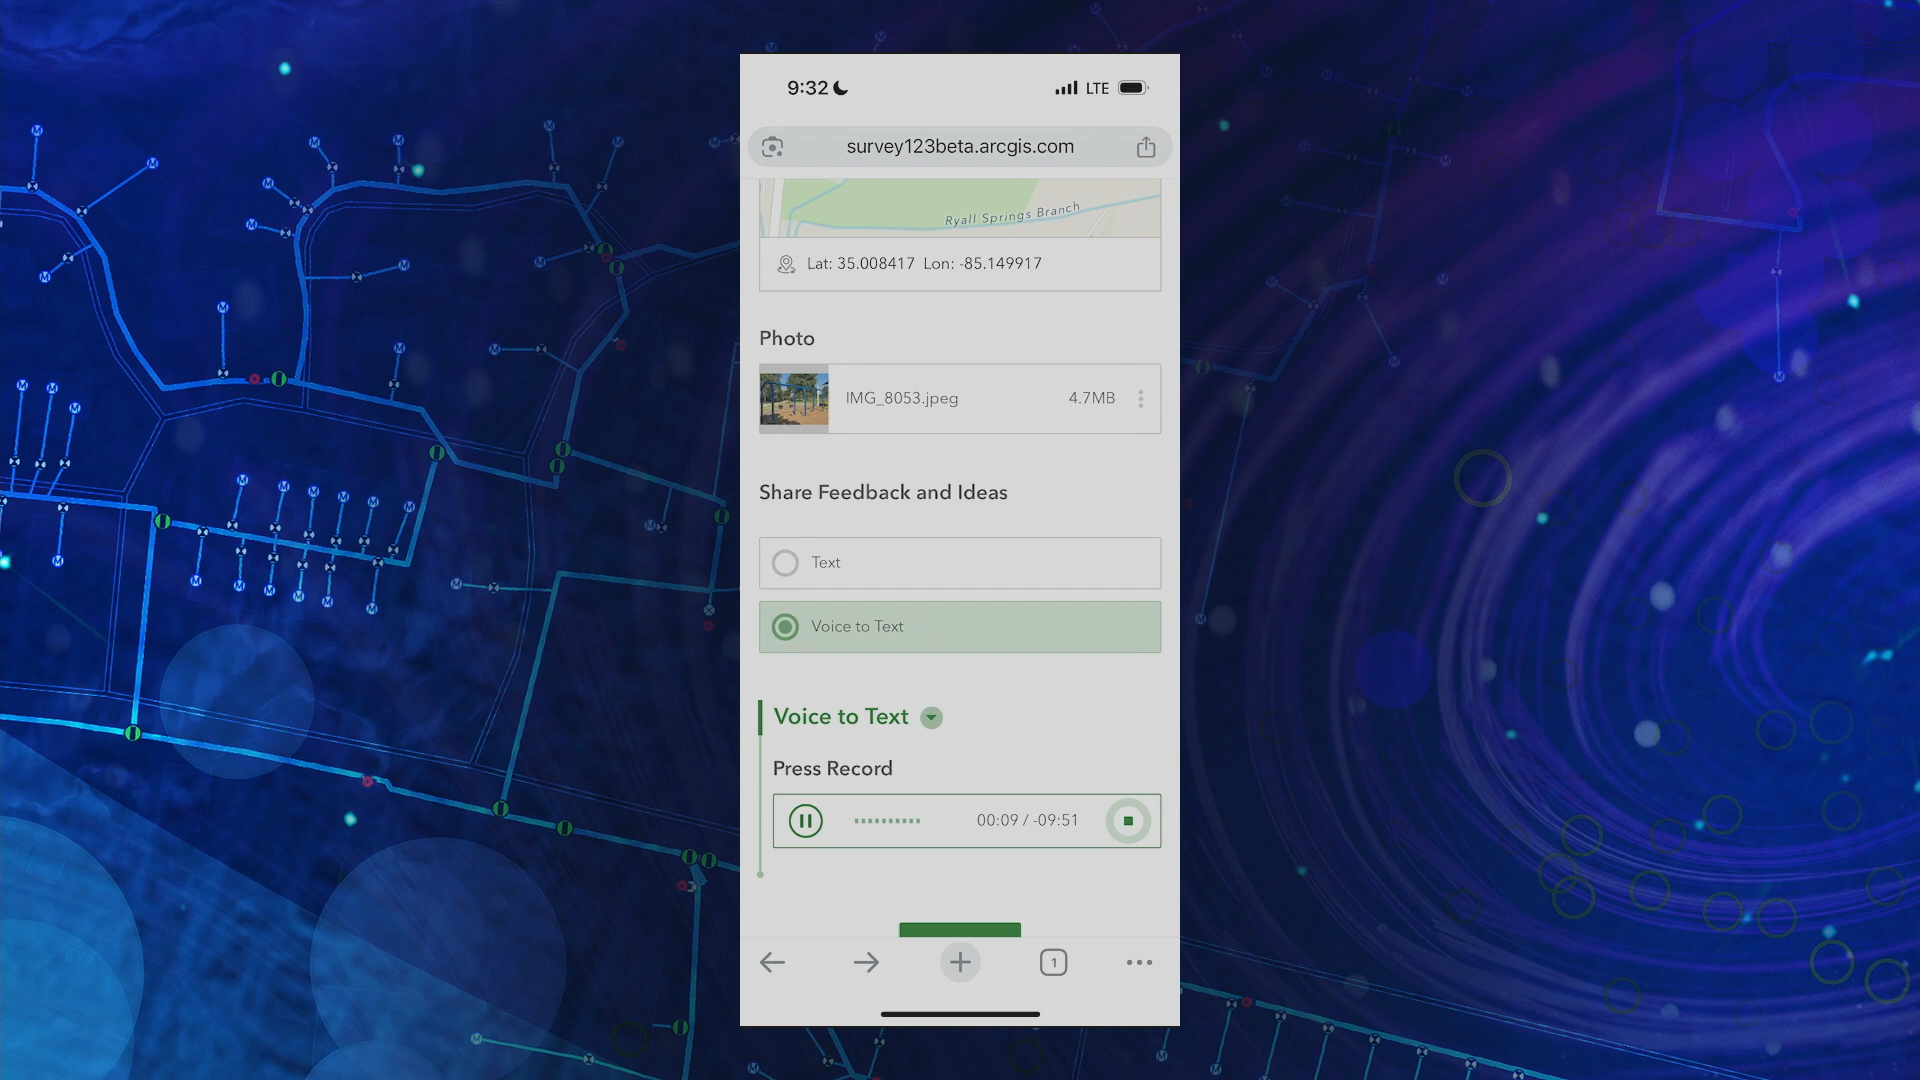 9:32
LTE
survey123beta.arcgis.com
Ryall Springs Branch
Lat: 35.008417 Lon: -85.149917
Photo
IMG_8053.jpeg 4.7MB
Share Feedback and Ideas
Text
Voice to Text
Voice to Text
Press Record
00:09 / -09:51
1